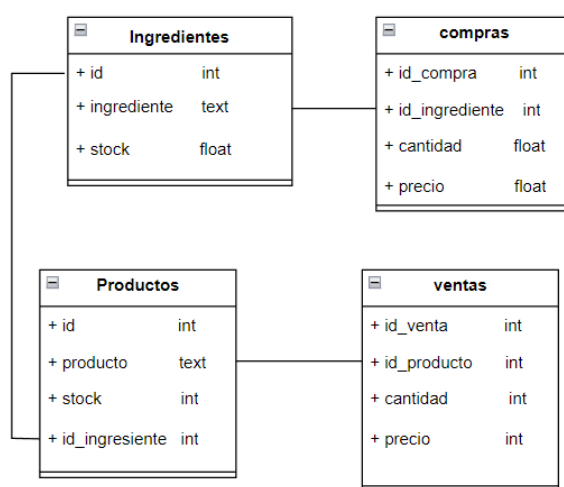 Ingredientes
+ id int
+ ingrediente text
+ stock float
compras
+ id_compra int
+ id_ingrediente int
+ cantidad float
+ precio float
Productos
+ id int
+ producto text
+ stock int
+ id_ingresiente int
ventas
+ id_venta int
+ id_producto int
+ cantidad int
+ precio int